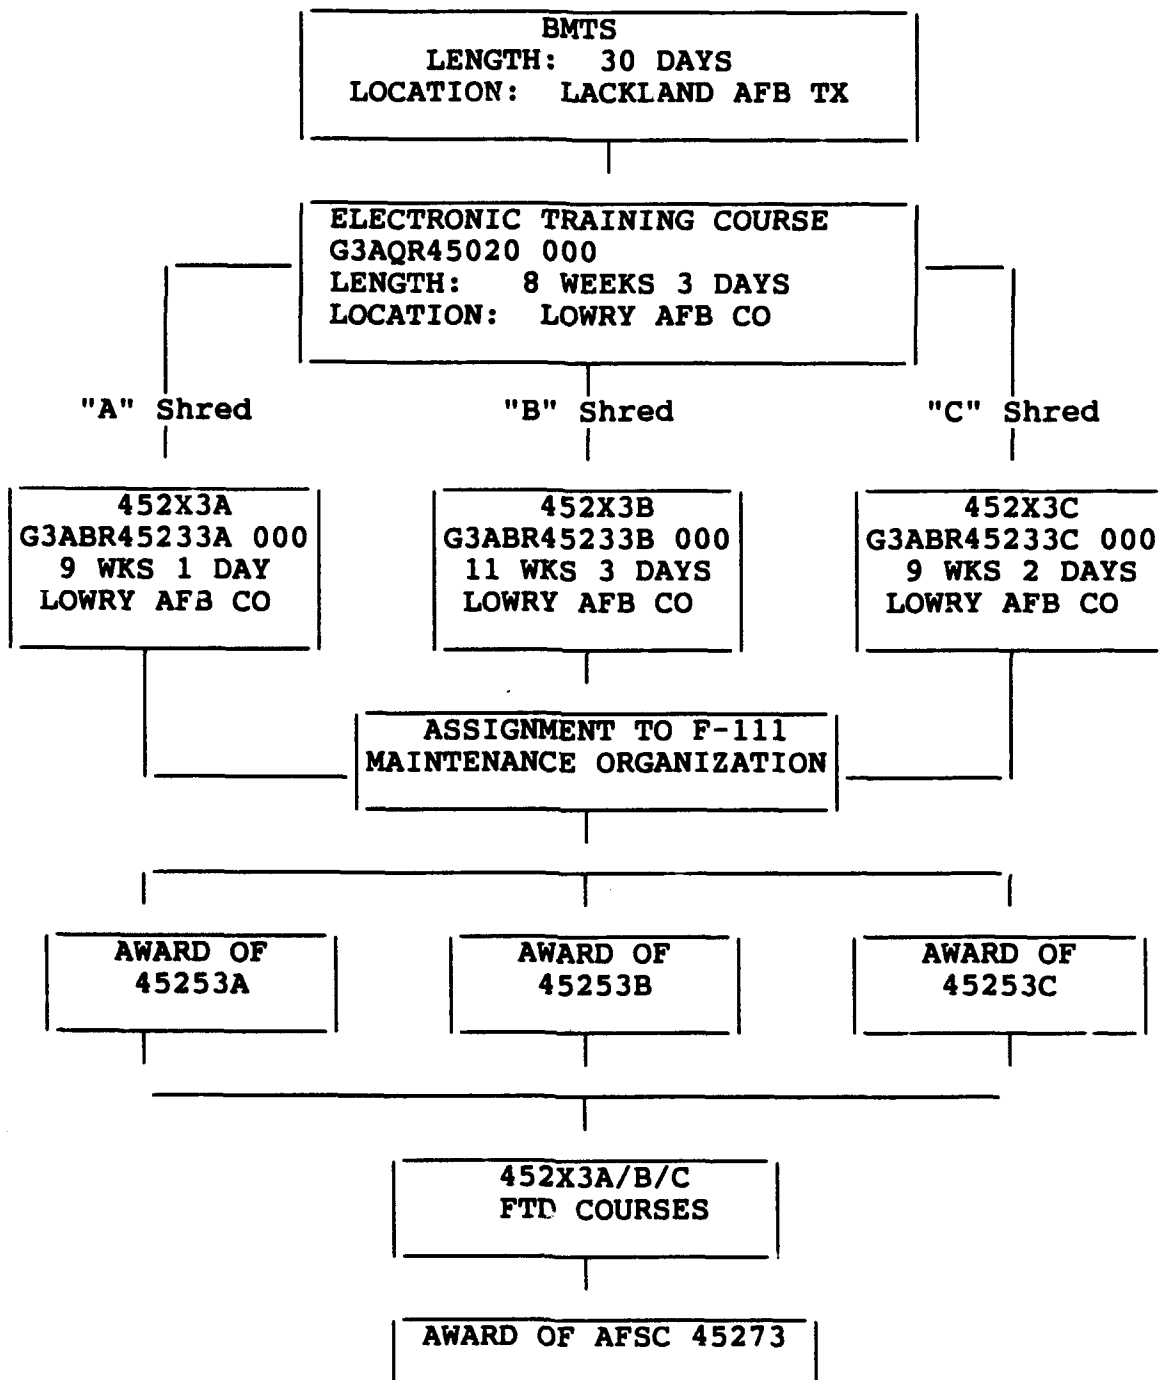 BMTS
LENGTH: 30 DAYS
LOCATION: LACKLAND AFB TX
ELECTRONIC TRAINING COURSE
G3AQR45020 000
LENGTH: 8 WEEKS 3 DAYS
LOCATION: LOWRY AFB CO
"A" Shred
"B" Shred
"C" Shred
452X3A
G3ABR45233A 000
9 WKS 1 DAY
LOWRY AFB CO
452X3B
G3ABR45233B 000
11 WKS 3 DAYS
LOWRY AFB CO
452X3C
G3ABR45233C 000
9 WKS 2 DAYS
LOWRY AFB CO
ASSIGNMENT TO F-111
MAINTENANCE ORGANIZATION
AWARD OF
45253A
AWARD OF
45253B
AWARD OF
45253C
452X3A/B/C
FTD COURSES
AWARD OF AFSC 45273